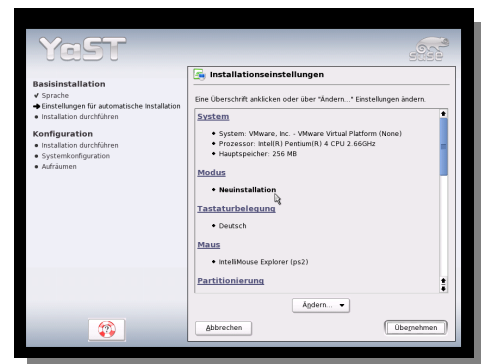 YaST
SUSE
Basisinstallation
Sprache
Einstellungen für automatische Installation
Installation durchführen
Konfiguration
Installation durchführen
Systemkonfiguration
Aufräumen
Installationseinstellungen
Eine Überschrift anklicken oder über "Ändern..." Einstellungen ändern.
System
System: VMware, Inc. - VMware Virtual Platform (None)
Prozessor: Intel(R) Pentium(R) 4 CPU 2.66GHz
Hauptspeicher: 256 MB
Modus
Neuinstallation
Tastaturbelegung
Deutsch
Maus
IntelliMouse Explorer (ps2)
Partitionierung
Ändern...
Abbrechen
Übernehmen